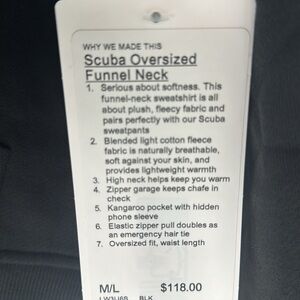 WHY WE MADE THIS
Scuba Oversized
Funnel Neck
1. Serious about softness. This
funnel-neck sweatshirt is all
about plush, fleecy fabric and
pairs perfectly with our Scuba
sweatpants
2. Blended light cotton fleece
fabric is naturally breathable,
soft against your skin, and
provides lightweight warmth
3. High neck helps keep you warm
4. Zipper garage keeps chafe in
check
5. Kangaroo pocket with hidden
phone sleeve
6. Elastic zipper pull doubles as
an emergency hair tie
7. Oversized fit, waist length
M/L $118.00
BLK